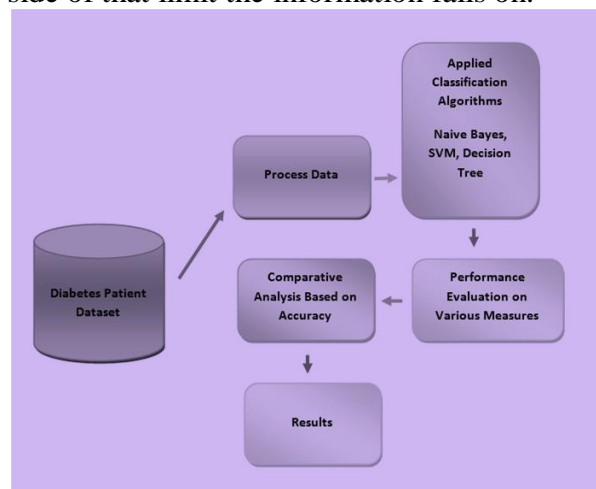 side of that limit the information falls on.
Applied
Classification
Algorithms
Naive Bayes,
SVM, Decision
Tree
Process Data
Diabetes Patient
Dataset
Comparative
Analysis Based on
Accuracy
Performance
Evaluation on
Various Measures
Results